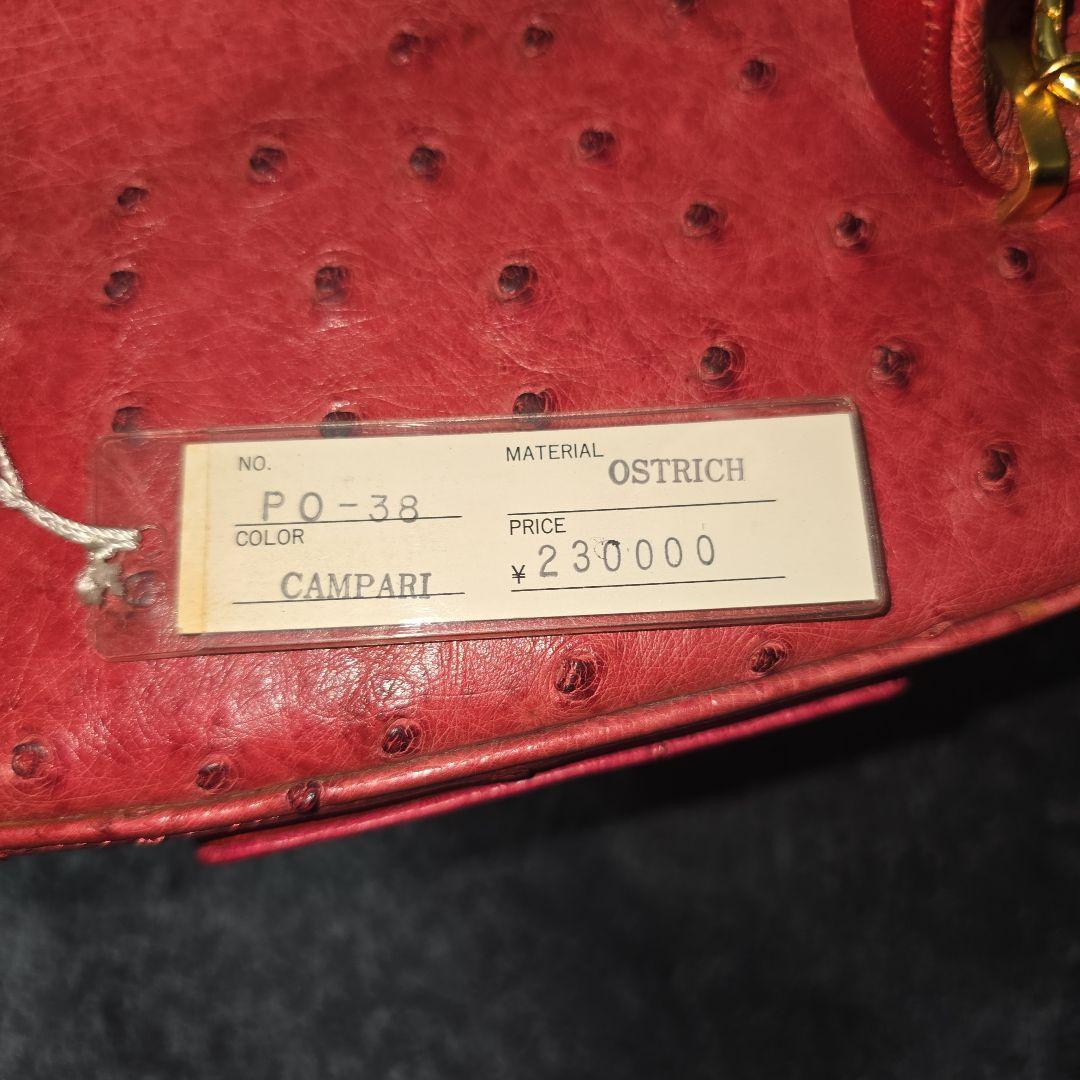 NO.
PO-38
COLOR
CAMPARI
MATERIAL
OSTRICH
PRICE
¥ 230000